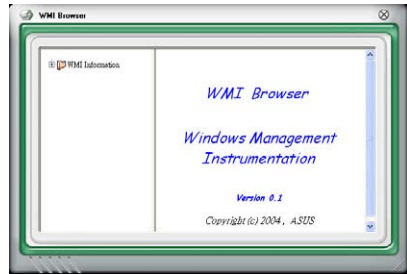 WMI Browser
WMI Information
WMI Browser
Windows Management
Instrumentation
Version 0.1
Copyright (c) 2004, ASUS